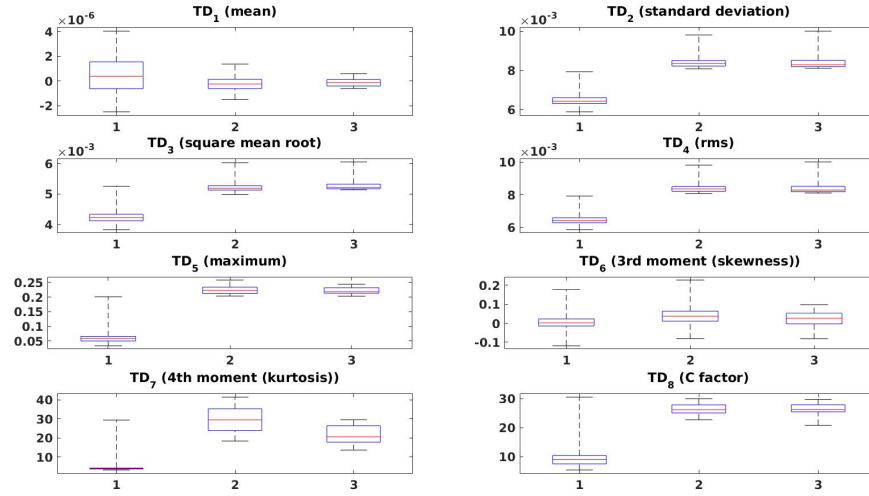 TD1 (mean)
×10-6
4
2
0
-2
1 2 3
TD2 (standard deviation)
×10-3
10
8
6
1 2 3
TD3 (square mean root)
×10-3
6
5
4
1 2 3
TD4 (rms)
×10-3
10
8
6
1 2 3
TD5 (maximum)
0.25
0.2
0.15
0.1
0.05
1 2 3
TD6 (3rd moment (skewness))
0.2
0.1
0
-0.1
1 2 3
TD7 (4th moment (kurtosis))
40
30
20
10
1 2 3
TD8 (C factor)
30
20
10
1 2 3